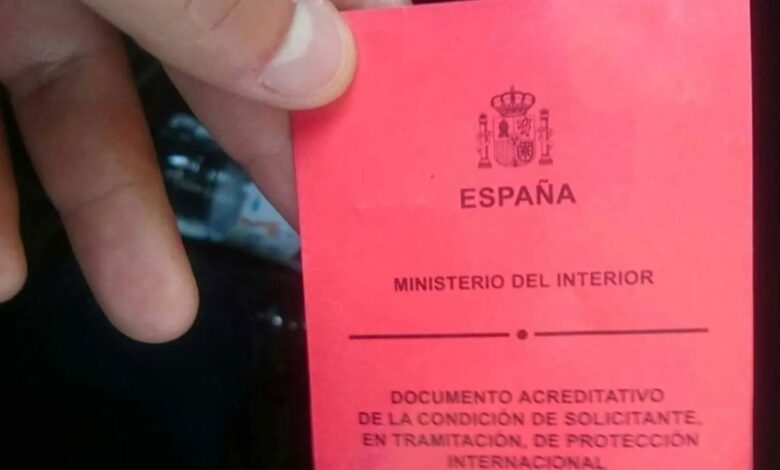 ESPAÑA
MINISTERIO DEL INTERIOR
DOCUMENTO ACREDITATIVO
DE LA CONDICIÓN DE SOLICITANTE,
EN TRAMITACIÓN, DE PROTECCIÓN
INTERNACIONAL